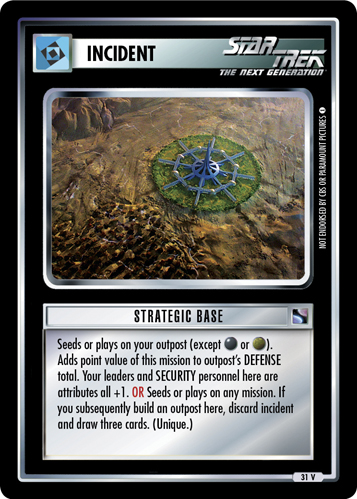 INCIDENT
STAR TREK
THE NEXT GENERATION
NOT ENDORSED BY CBS OR PARAMOUNT PICTURES
STRATEGIC BASE
Seeds or plays on your outpost (except or ).
Adds point value of this mission to outpost's DEFENSE
total. Your leaders and SECURITY personnel here are
attributes all +1. OR Seeds or plays on any mission. If
you subsequently build an outpost here, discard incident
and draw three cards. (Unique.)
31 V